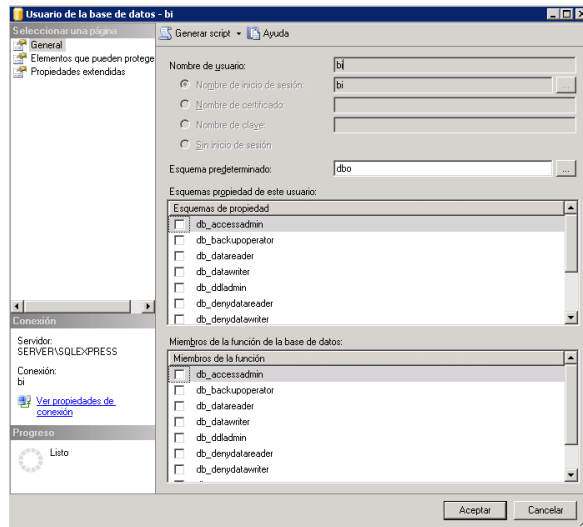 Usuario de la base de datos - bi
Seleccionar una página
General
Elementos que pueden protege
Propiedades extendidas
Generar script
Ayuda
Nombre de usuario:
bi
Nombre de inicio de sesión:
bi
...
Nombre de certificado:
Nombre de clave:
Sin inicio de sesión
Esquema predeterminado:
dbo
...
Esquemas propiedad de este usuario:
Esquemas de propiedad
db_accessadmin
db_backupoperator
db_datareader
db_datawriter
db_ddladmin
db_denydatareader
db_denydatawriter
Miembros de la función de la base de datos:
Miembros de la función
db_accessadmin
db_backupoperator
db_datareader
db_datawriter
db_ddladmin
db_denydatareader
db_denydatawriter
Conexión
Servidor:
SERVER\SQLEXPRESS
Conexión:
bi
Ver propiedades de
conexión
Progreso
Listo
Aceptar
Cancelar